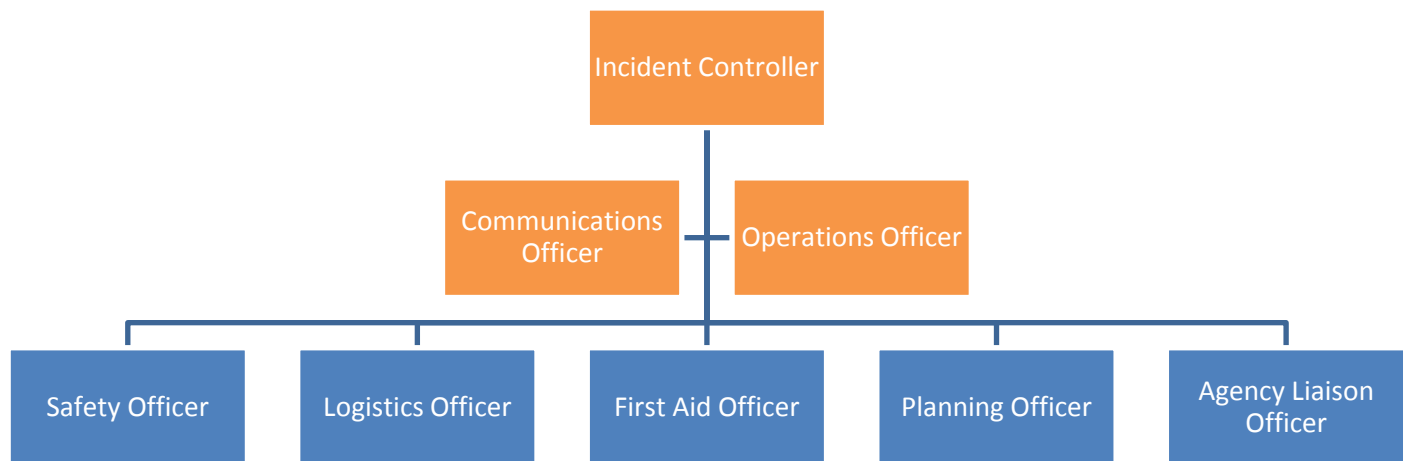 Incident Controller
Communications
Officer
Operations Officer
Safety Officer
Logistics Officer
First Aid Officer
Planning Officer
Agency Liaison
Officer